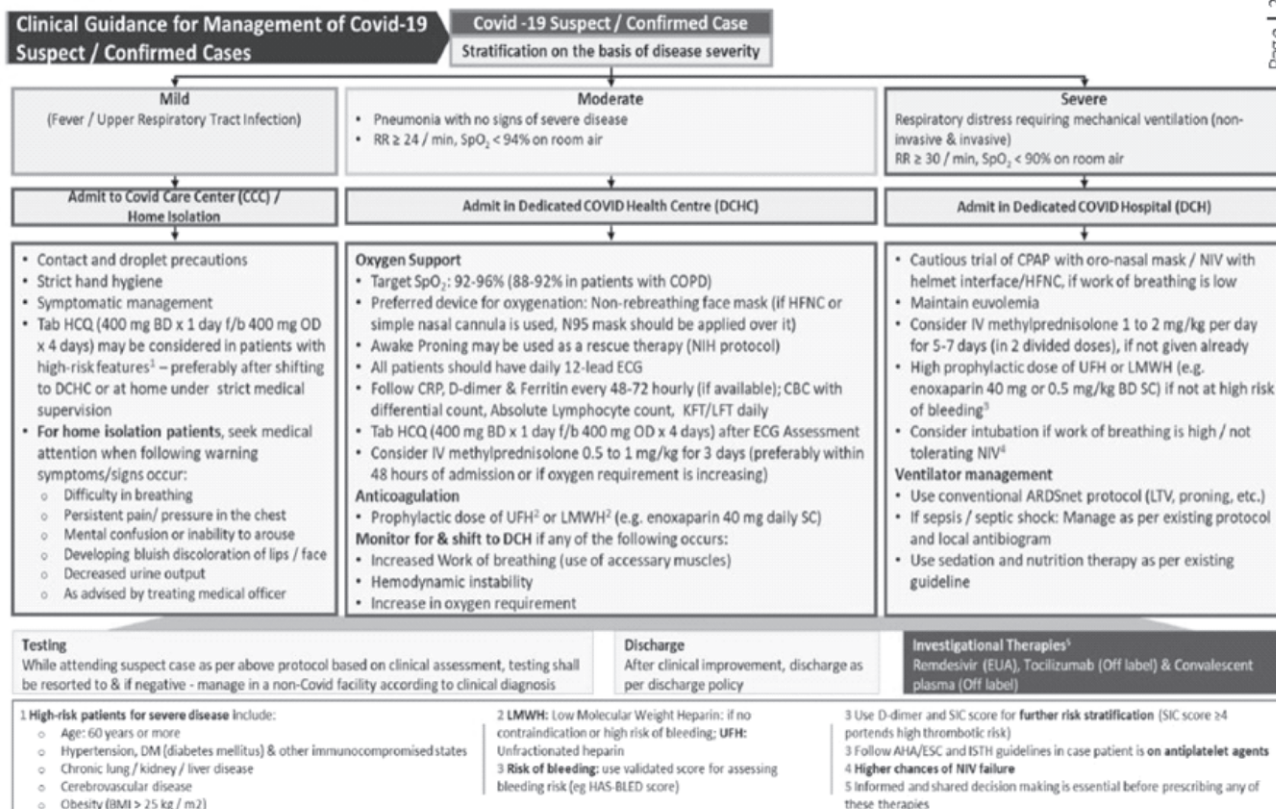 Clinical Guidance for Management of Covid-19
Suspect / Confirmed Cases
Covid -19 Suspect / Confirmed Case
Stratification on the basis of disease severity
Mild
(Fever / Upper Respiratory Tract Infection)
Admit to Covid Care Center (CCC) /
Home Isolation
• Contact and droplet precautions
• Strict hand hygiene
• Symptomatic management
• Tab HCQ (400 mg BD x 1 day f/b 400 mg OD
x 4 days) may be considered in patients with
high-risk features¹ – preferably after shifting
to DCHC or at home under strict medical
supervision
• For home isolation patients, seek medical
attention when following warning
symptoms/signs occur:
o Difficulty in breathing
o Persistent pain/ pressure in the chest
o Mental confusion or inability to arouse
o Developing bluish discoloration of lips / face
o Decreased urine output
o As advised by treating medical officer
Moderate
• Pneumonia with no signs of severe disease
• RR ≥ 24 / min, SpO₂ < 94% on room air
Admit in Dedicated COVID Health Centre (DCHC)
Oxygen Support
• Target SpO₂: 92-96% (88-92% in patients with COPD)
• Preferred device for oxygenation: Non-rebreathing face mask (if HFNC or
simple nasal cannula is used, N95 mask should be applied over it)
• Awake Proning may be used as a rescue therapy (NIH protocol)
• All patients should have daily 12-lead ECG
• Follow CRP, D-dimer & Ferritin every 48-72 hourly (if available); CBC with
differential count, Absolute Lymphocyte count, KFT/LFT daily
• Tab HCQ (400 mg BD x 1 day f/b 400 mg OD x 4 days) after ECG Assessment
• Consider IV methylprednisolone 0.5 to 1 mg/kg for 3 days (preferably within
48 hours of admission or if oxygen requirement is increasing)
Anticoagulation
• Prophylactic dose of UFH² or LMWH² (e.g. enoxaparin 40 mg daily SC)
Monitor for & shift to DCH if any of the following occurs:
• Increased Work of breathing (use of accessary muscles)
• Hemodynamic instability
• Increase in oxygen requirement
Severe
Respiratory distress requiring mechanical ventilation (non-
invasive & invasive)
RR ≥ 30 / min, SpO₂ < 90% on room air
Admit in Dedicated COVID Hospital (DCH)
• Cautious trial of CPAP with oro-nasal mask / NIV with
helmet interface/HFNC, if work of breathing is low
• Maintain euvolemia
• Consider IV methylprednisolone 1 to 2 mg/kg per day
for 5-7 days (in 2 divided doses), if not given already
• High prophylactic dose of UFH or LMWH (e.g.
enoxaparin 40 mg or 0.5 mg/kg BD SC) if not at high risk
of bleeding³
• Consider intubation if work of breathing is high / not
tolerating NIV⁴
Ventilator management
• Use conventional ARDSnet protocol (LTV, proning, etc.)
• If sepsis / septic shock: Manage as per existing protocol
and local antibiogram
• Use sedation and nutrition therapy as per existing
guideline
Testing
While attending suspect case as per above protocol based on clinical assessment, testing shall
be resorted to & if negative - manage in a non-Covid facility according to clinical diagnosis
Discharge
After clinical improvement, discharge as
per discharge policy
Investigational Therapies⁵
Remdesivir (EUA), Tocilizumab (Off label) & Convalescent
plasma (Off label)
1 High-risk patients for severe disease include:
o Age: 60 years or more
o Hypertension, DM (diabetes mellitus) & other immunocompromised states
o Chronic lung / kidney / liver disease
o Cerebrovascular disease
o Obesity (BMI > 25 kg / m2)
2 LMWH: Low Molecular Weight Heparin: if no
contraindication or high risk of bleeding; UFH:
Unfractionated heparin
3 Risk of bleeding: use validated score for assessing
bleeding risk (eg HAS-BLED score)
3 Use D-dimer and SIC score for further risk stratification (SIC score ≥4
portends high thrombotic risk)
3 Follow AHA/ESC and ISTH guidelines in case patient is on antiplatelet agents
4 Higher chances of NIV failure
5 Informed and shared decision making is essential before prescribing any of
these therapies